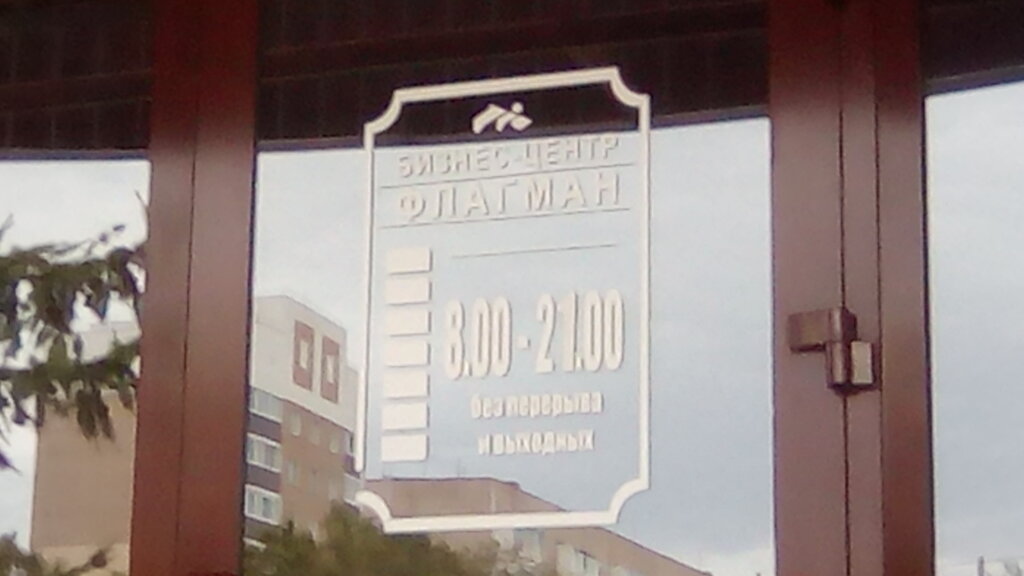 БИЗНЕС-ЦЕНТР
ФЛАГМАН
8.00-21.00
без перерыва
и выходных